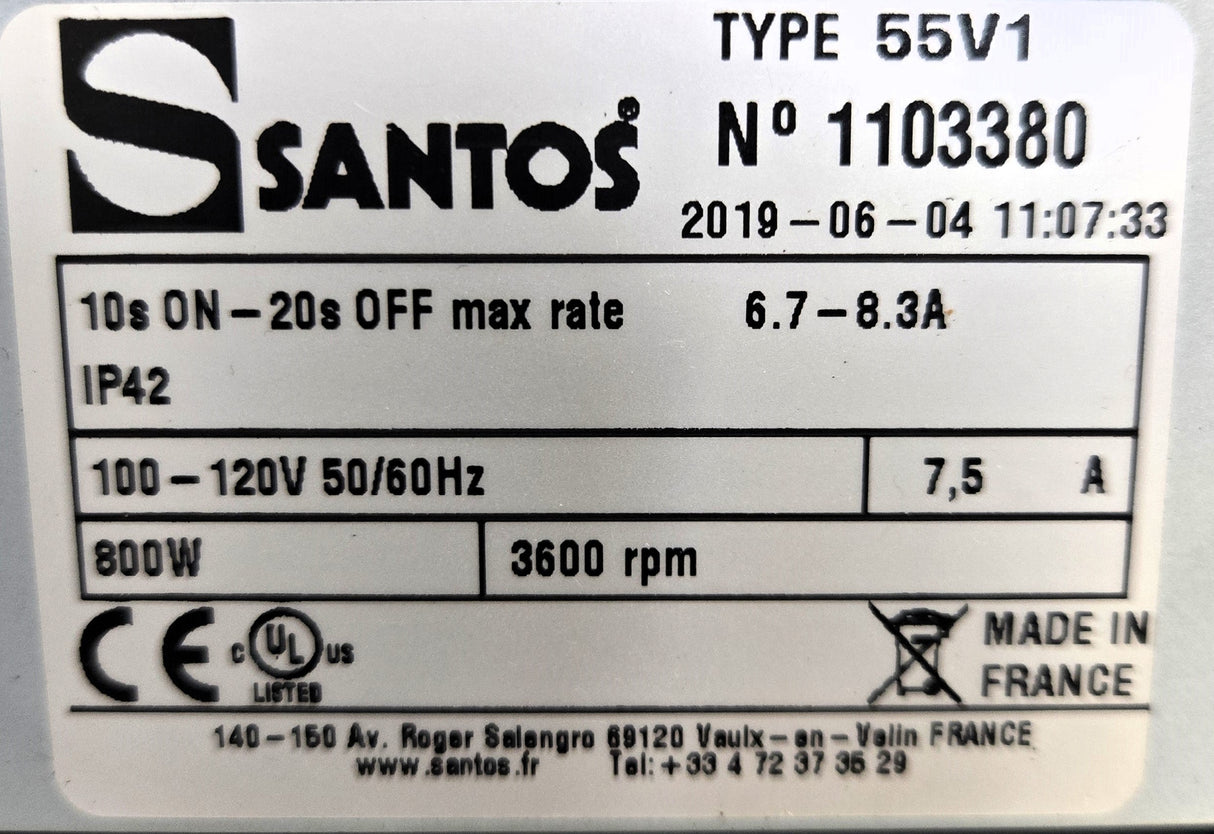 SANTOS®
TYPE 55V1
Nº 1103380
2019-06-04 11:07:33
10s ON-20s OFF max rate 6.7-8.3A
IP42
100-120V 50/60Hz 7,5 A
800W 3600 rpm
CE C UL US
LISTED
MADE IN
FRANCE
140-150 Av. Roger Salengro 69120 Vaulx-en-Velin FRANCE
www.santos.fr Tel: +33 4 72 37 35 29